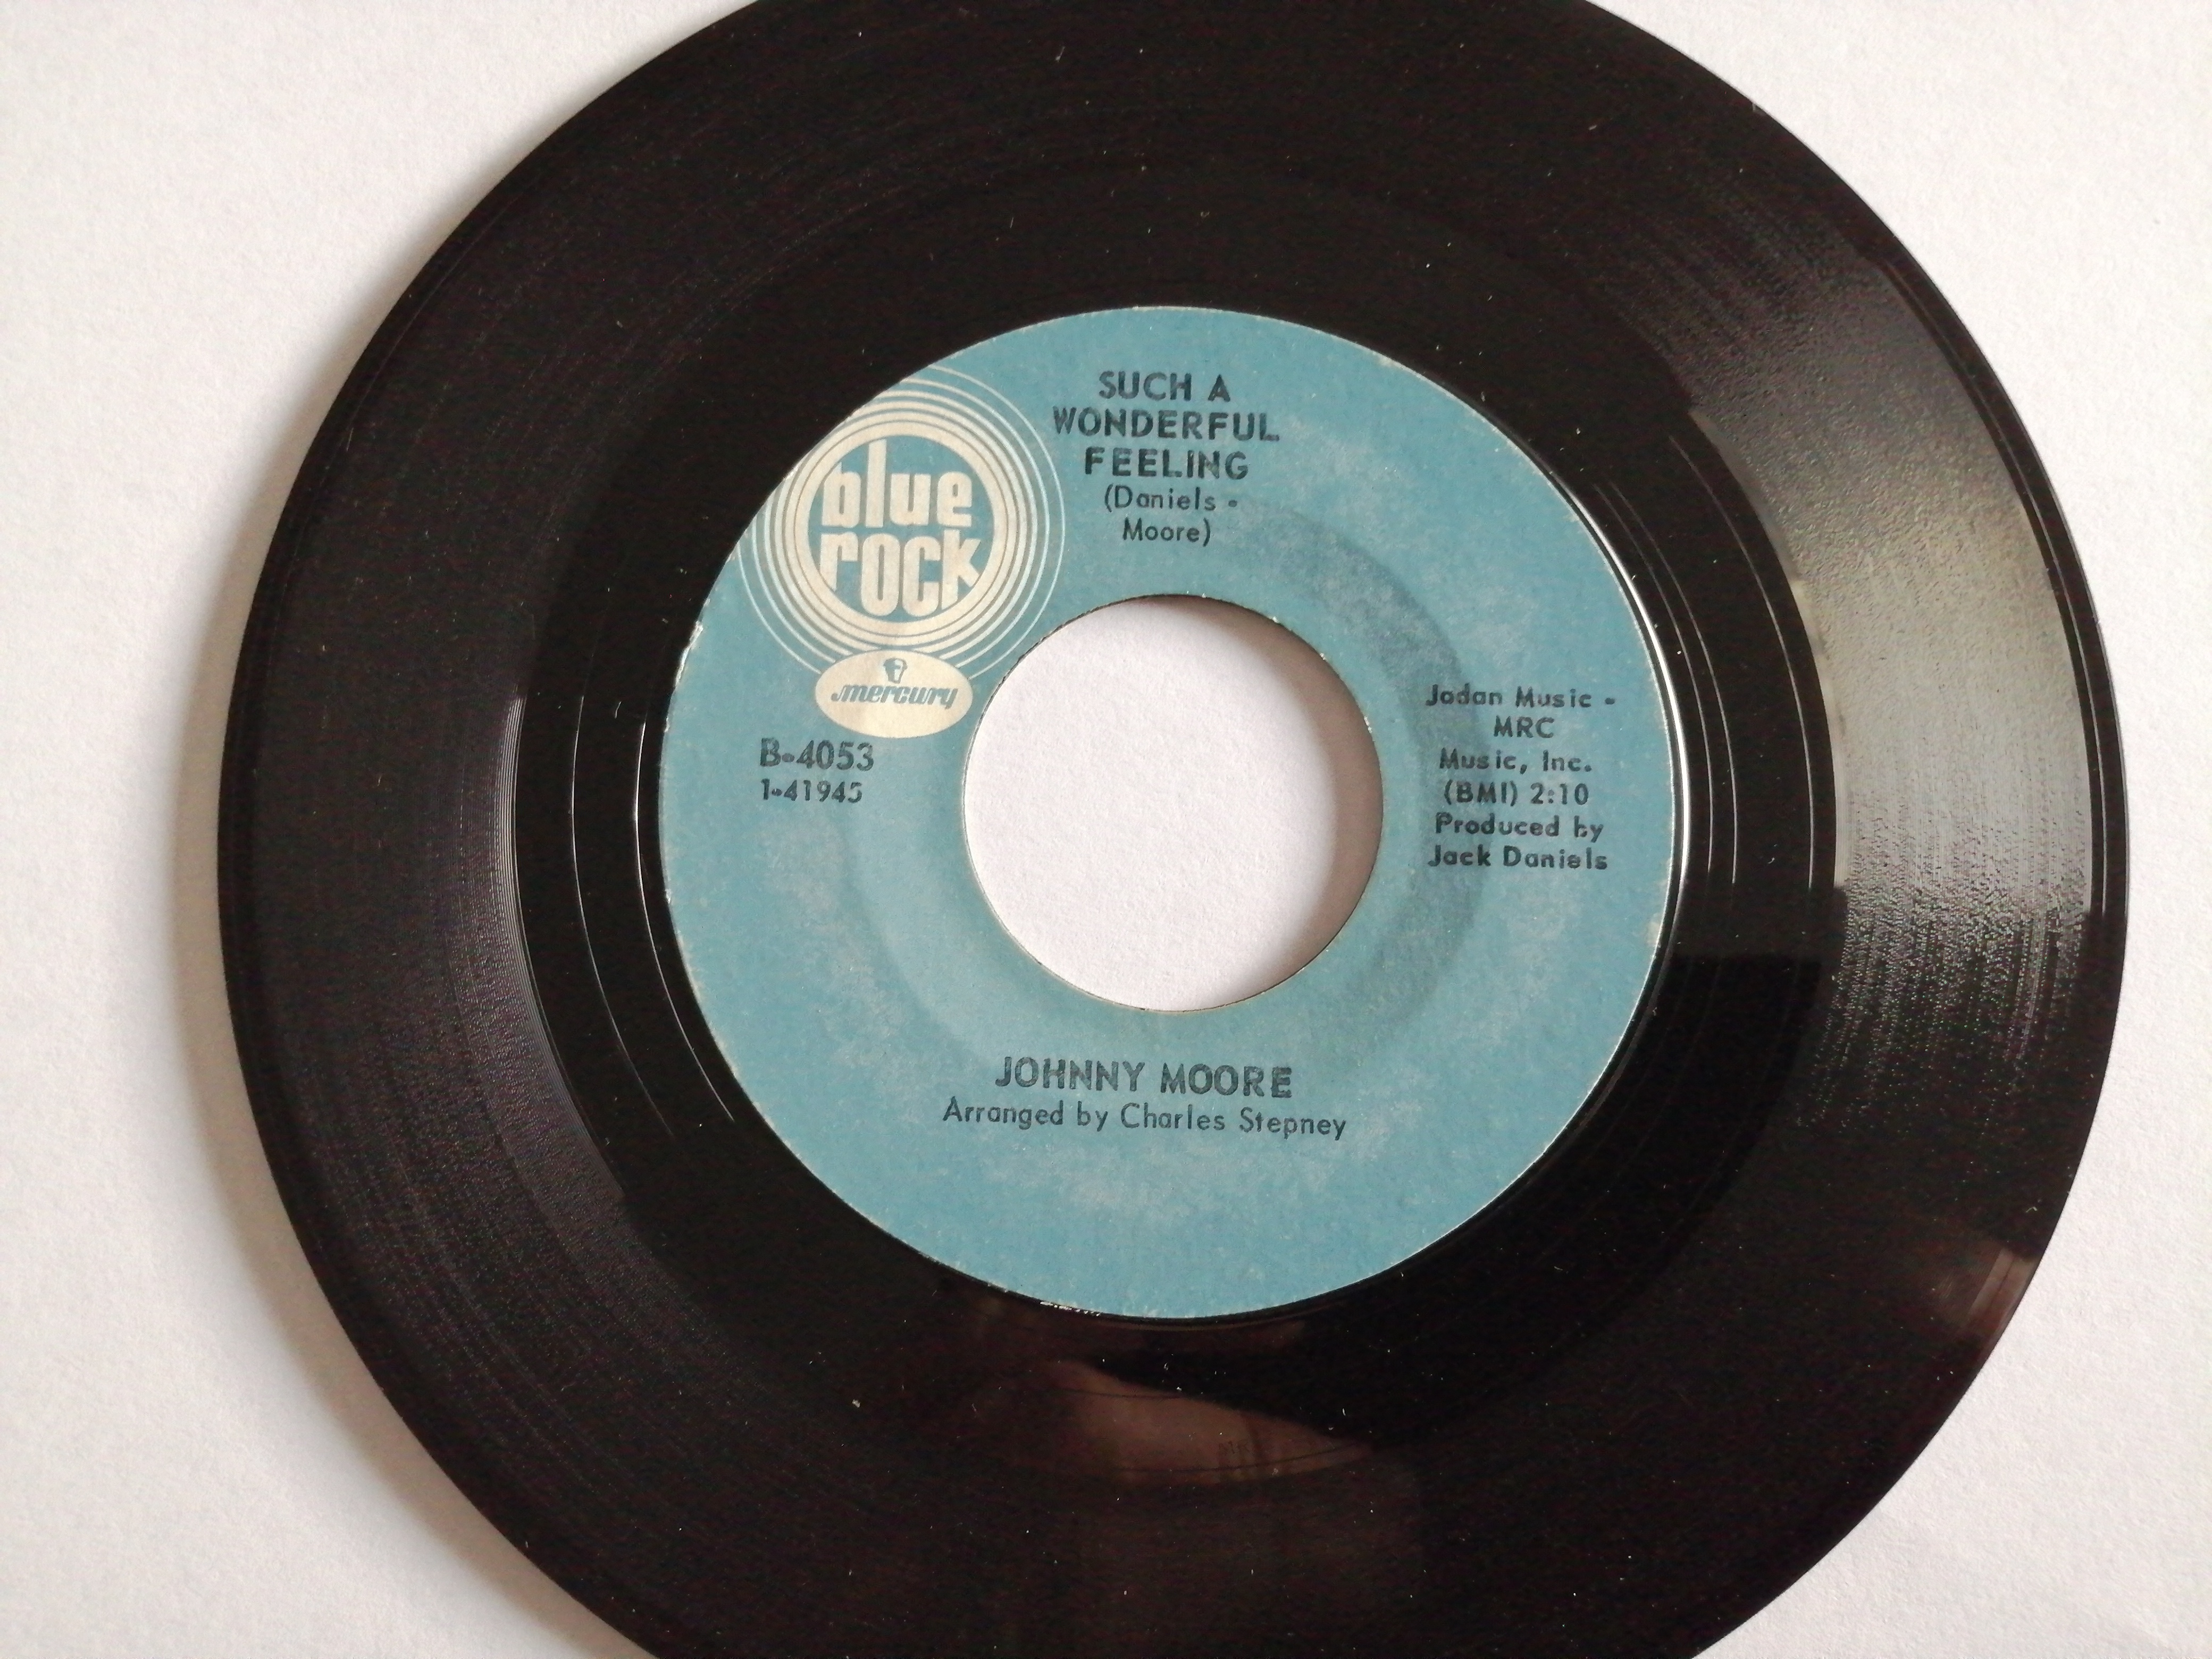 SUCH A
WONDERFUL
FEELING
(Daniels -
Moore)
blue
rock
mercury
B-4053
1-41945
Jadan Music -
MRC
Music, Inc.
(BMI) 2:10
Produced by
Jack Daniels
JOHNNY MOORE
Arranged by Charles Stepney